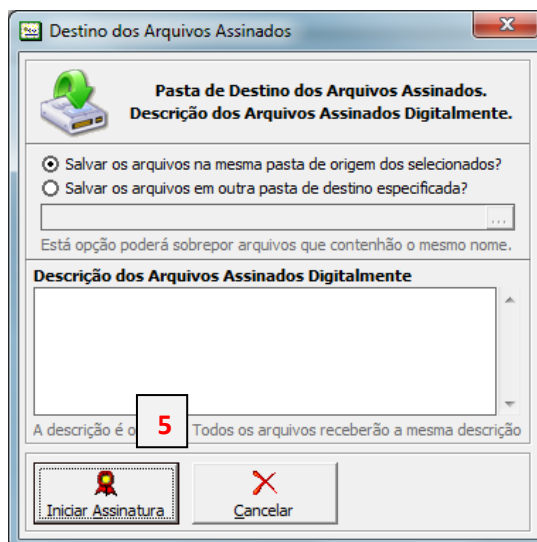 Destino dos Arquivos Assinados
Pasta de Destino dos Arquivos Assinados.
Descrição dos Arquivos Assinados Digitalmente.
Salvar os arquivos na mesma pasta de origem dos selecionados?
Salvar os arquivos em outra pasta de destino especificada?
...
Está opção poderá sobrepor arquivos que contenhão o mesmo nome.
Descrição dos Arquivos Assinados Digitalmente
5
A descrição é Todos os arquivos receberão a mesma descrição
Iniciar Assinatura
Cancelar